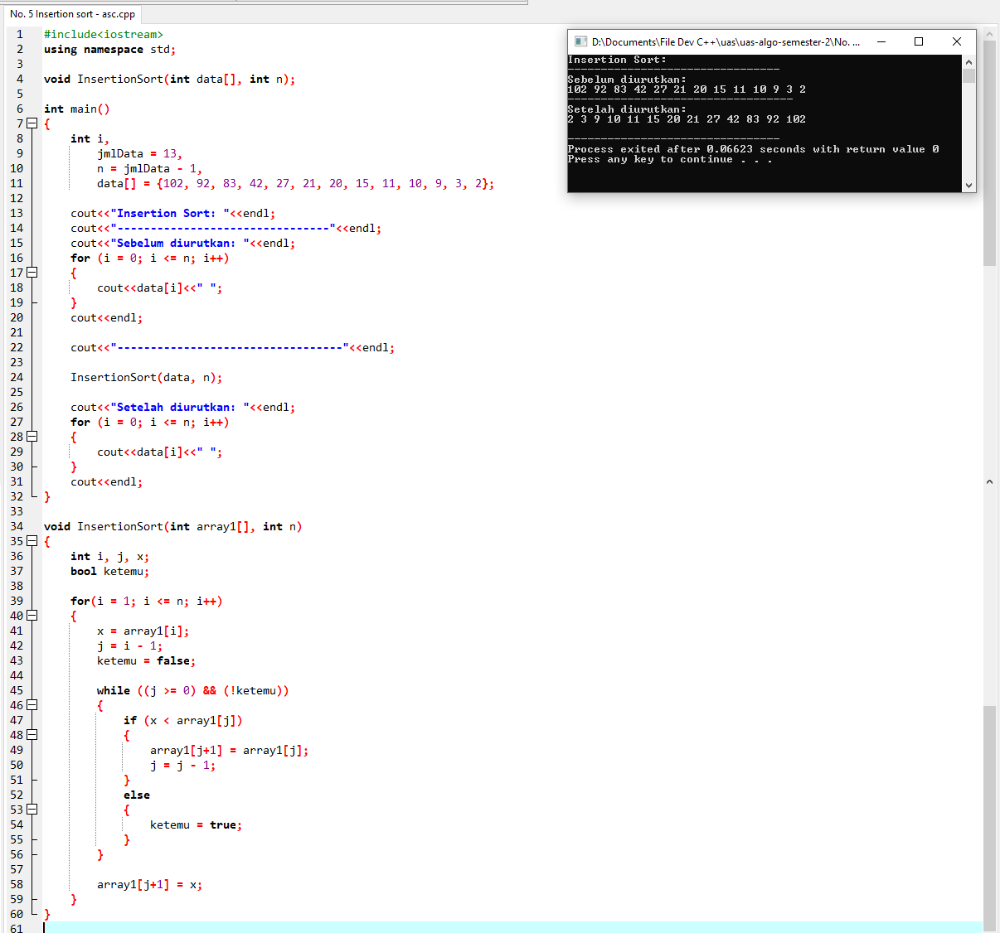 No. 5 Insertion sort - asc.cpp
1 #include<iostream>
2 using namespace std;
3
4 void InsertionSort(int data[], int n);
5
6 int main()
7 {
8 int i,
9 jmlData = 13,
10 n = jmlData - 1,
11 data[] = {102, 92, 83, 42, 27, 21, 20, 15, 11, 10, 9, 3, 2};
12
13 cout<<"Insertion Sort: "<<endl;
14 cout<<"--------------------------------"<<endl;
15 cout<<"Sebelum diurutkan: "<<endl;
16 for (i = 0; i <= n; i++)
17 {
18 cout<<data[i]<<" ";
19 }
20 cout<<endl;
21
22 cout<<"----------------------------------"<<endl;
23
24 InsertionSort(data, n);
25
26 cout<<"Setelah diurutkan: "<<endl;
27 for (i = 0; i <= n; i++)
28 {
29 cout<<data[i]<<" ";
30 }
31 cout<<endl;
32 }
33
34 void InsertionSort(int array1[], int n)
35 {
36 int i, j, x;
37 bool ketemu;
38
39 for(i = 1; i <= n; i++)
40 {
41 x = array1[i];
42 j = i - 1;
43 ketemu = false;
44
45 while ((j >= 0) && (!ketemu))
46 {
47 if (x < array1[j])
48 {
49 array1[j+1] = array1[j];
50 j = j - 1;
51 }
52 else
53 {
54 ketemu = true;
55 }
56 }
57
58 array1[j+1] = x;
59 }
60 }
61
D:\Documents\File Dev C++\uas\uas-algo-semester-2\No. ...
Insertion Sort:
--------------------------------
Sebelum diurutkan:
102 92 83 42 27 21 20 15 11 10 9 3 2
----------------------------------
Setelah diurutkan:
2 3 9 10 11 15 20 21 27 42 83 92 102
--------------------------------
Process exited after 0.06623 seconds with return value 0
Press any key to continue . . .